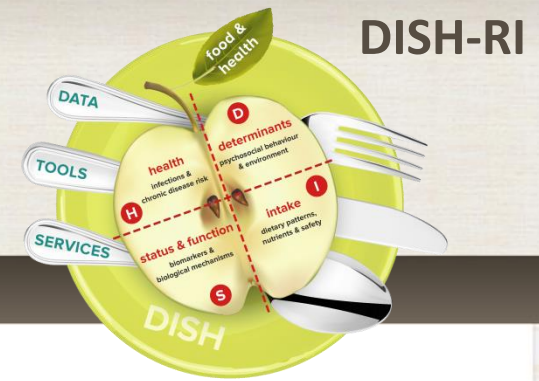 DISH-RI
food &
health
DATA
TOOLS
SERVICES
D
determinants
psychosocial behaviour
& environment
health
infections &
chronic disease risk
H
I
intake
dietary patterns,
nutrients & safety
status & function
biomarkers &
biological mechanisms
S
DISH